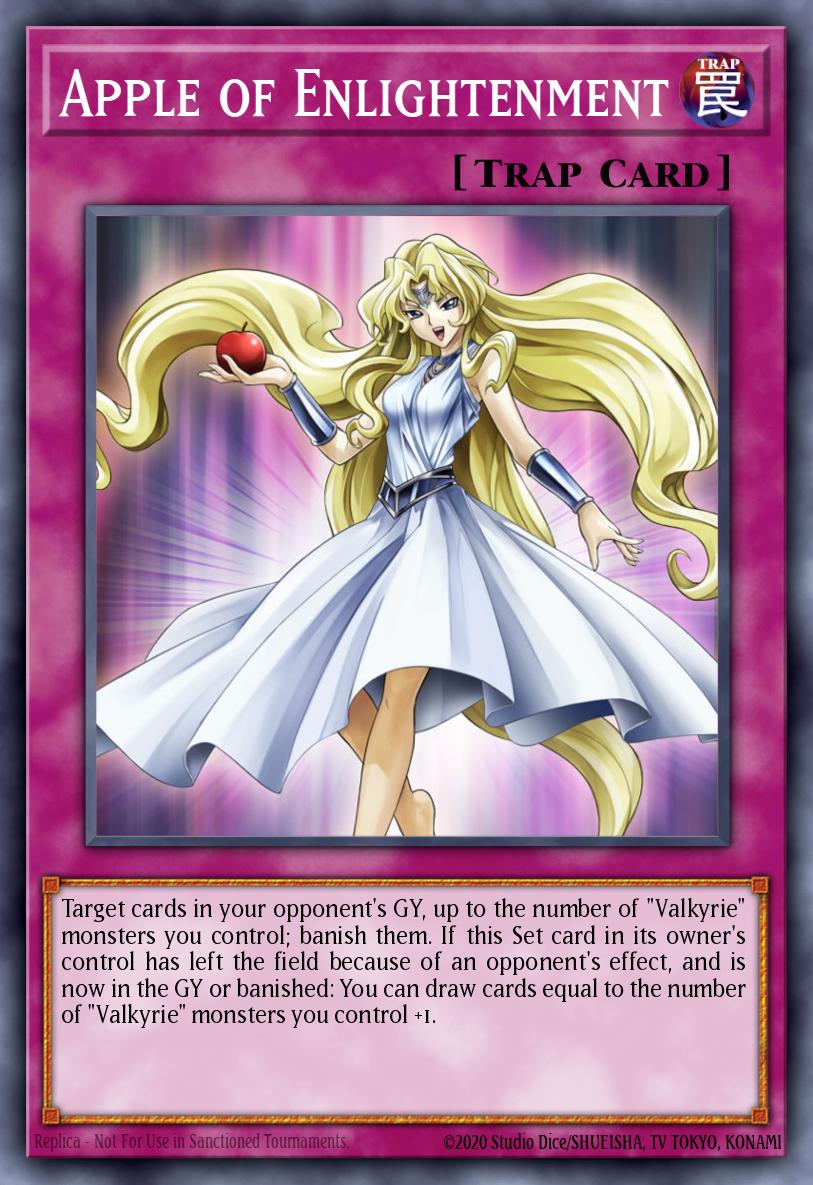 Apple of Enlightenment
TRAP
罠
[Trap Card]
Target cards in your opponent's GY, up to the number of "Valkyrie"
monsters you control; banish them. If this Set card in its owner's
control has left the field because of an opponent's effect, and is
now in the GY or banished: You can draw cards equal to the number
of "Valkyrie" monsters you control +1.
Replica - Not For Use in Sanctioned Tournaments.
©2020 Studio Dice/SHUEISHA, TV TOKYO, KONAMI